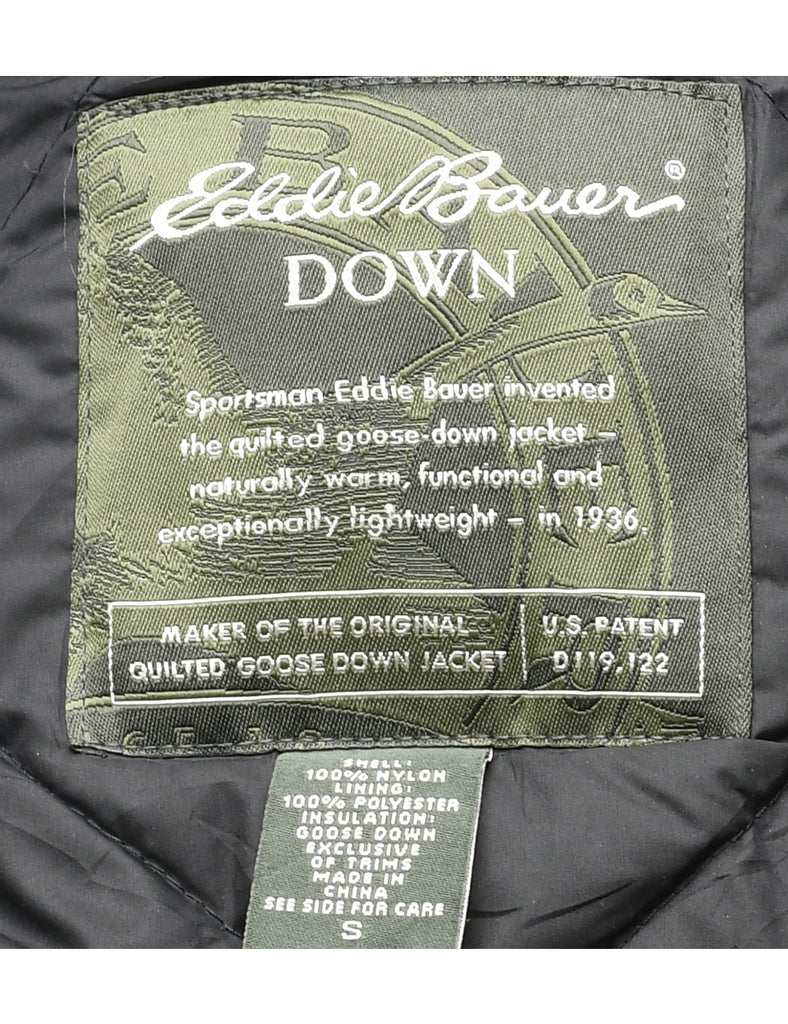 Eddie Bauer®
DOWN
Sportsman Eddie Bauer invented
the quilted goose-down jacket –
naturally warm, functional and
exceptionally lightweight – in 1936.
MAKER OF THE ORIGINAL
QUILTED GOOSE DOWN JACKET
U.S. PATENT
D119,122
SHELL:
100% NYLON
LINING:
100% POLYESTER
INSULATION:
GOOSE DOWN
EXCLUSIVE
OF TRIMS
MADE IN
CHINA
SEE SIDE FOR CARE
S